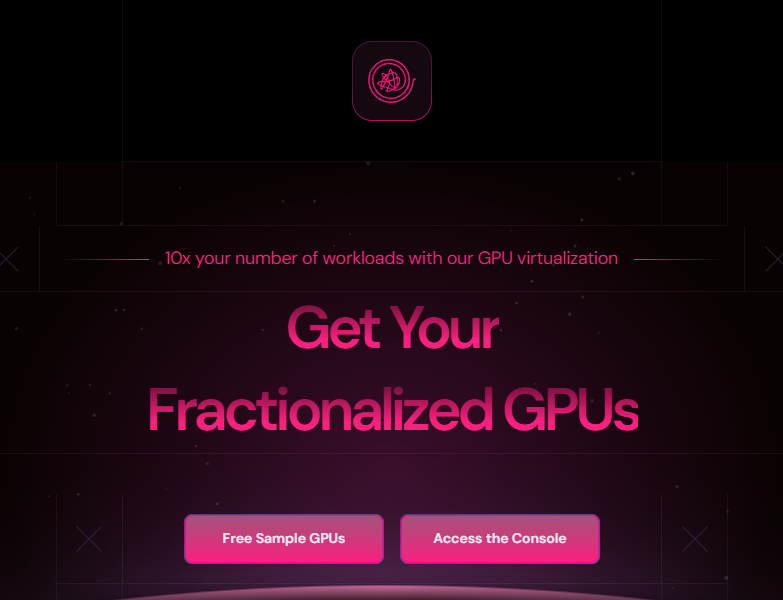 10x your number of workloads with our GPU virtualization
Get Your
Fractionalized GPUs
Free Sample GPUs
Access the Console